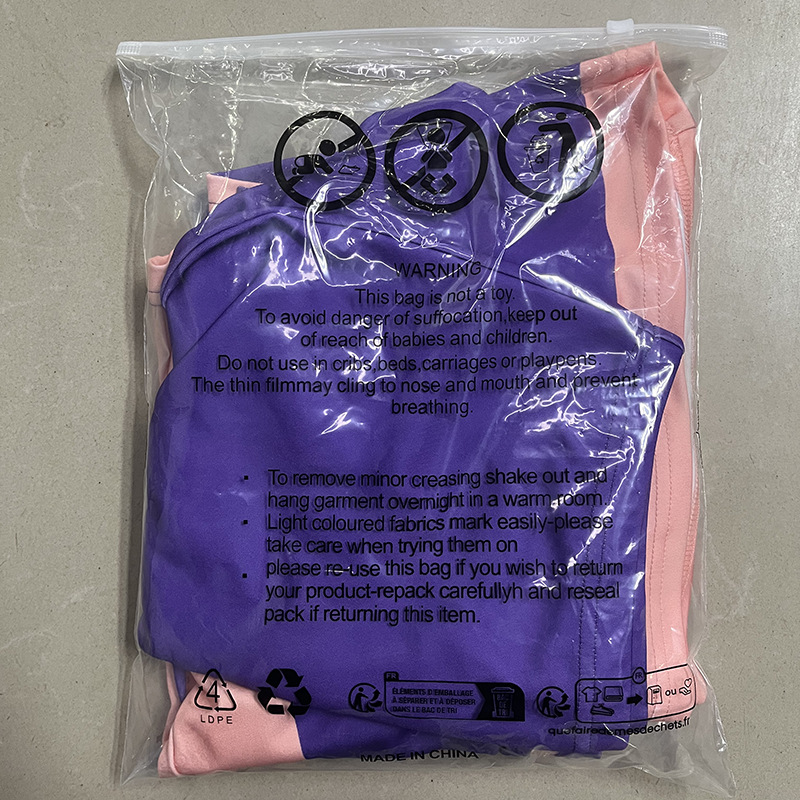 WARNING
This bag is not a toy.
To avoid danger of suffocation,keep out
of reach of babies and children.
Do not use in cribs,beds,carriages or playpens.
The thin filmmay cling to nose and mouth and prevent
breathing.
· To remove minor creasing shake out and
hang garment overnight in a warm room.
· Light coloured fabrics mark easily-please
take care when trying them on
· please re-use this bag if you wish to return
your product-repack carefullyh and reseal
pack if returning this item.
4
LDPE
FR
ÉLÉMENTS D'EMBALLAGE
À SÉPARER ET À DÉPOSER
DANS LE BAC DE TRI
FR
ou
quefairedemesdechets.fr
MADE IN CHINA